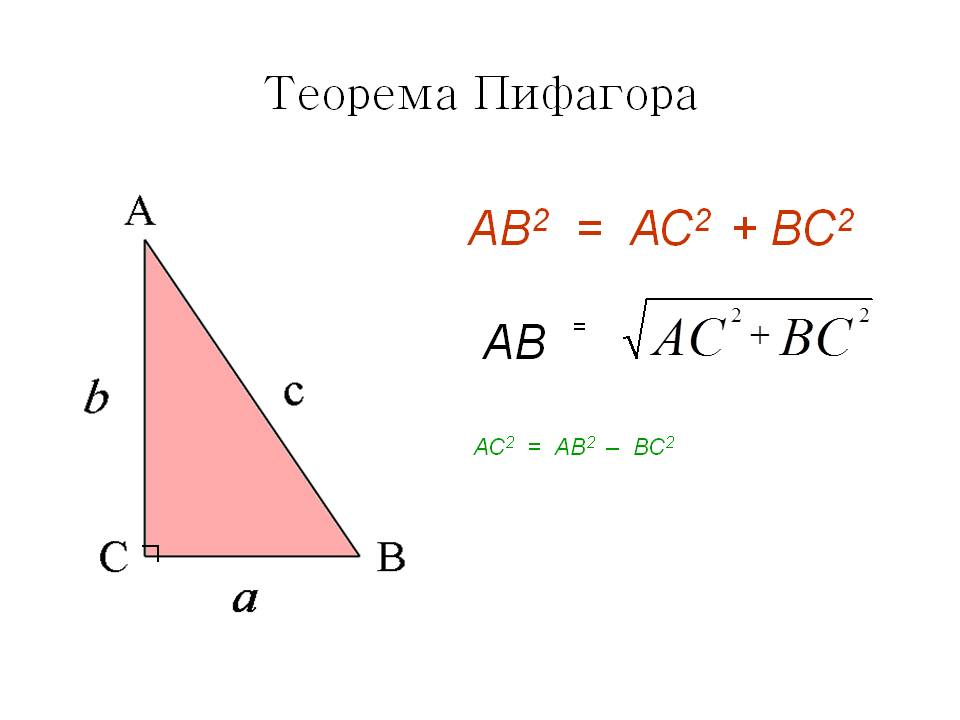 Теорема Пифагора
A
AB² = AC² + BC²
AB = √AC² + BC²
b
c
AC² = AB² – BC²
C
B
a